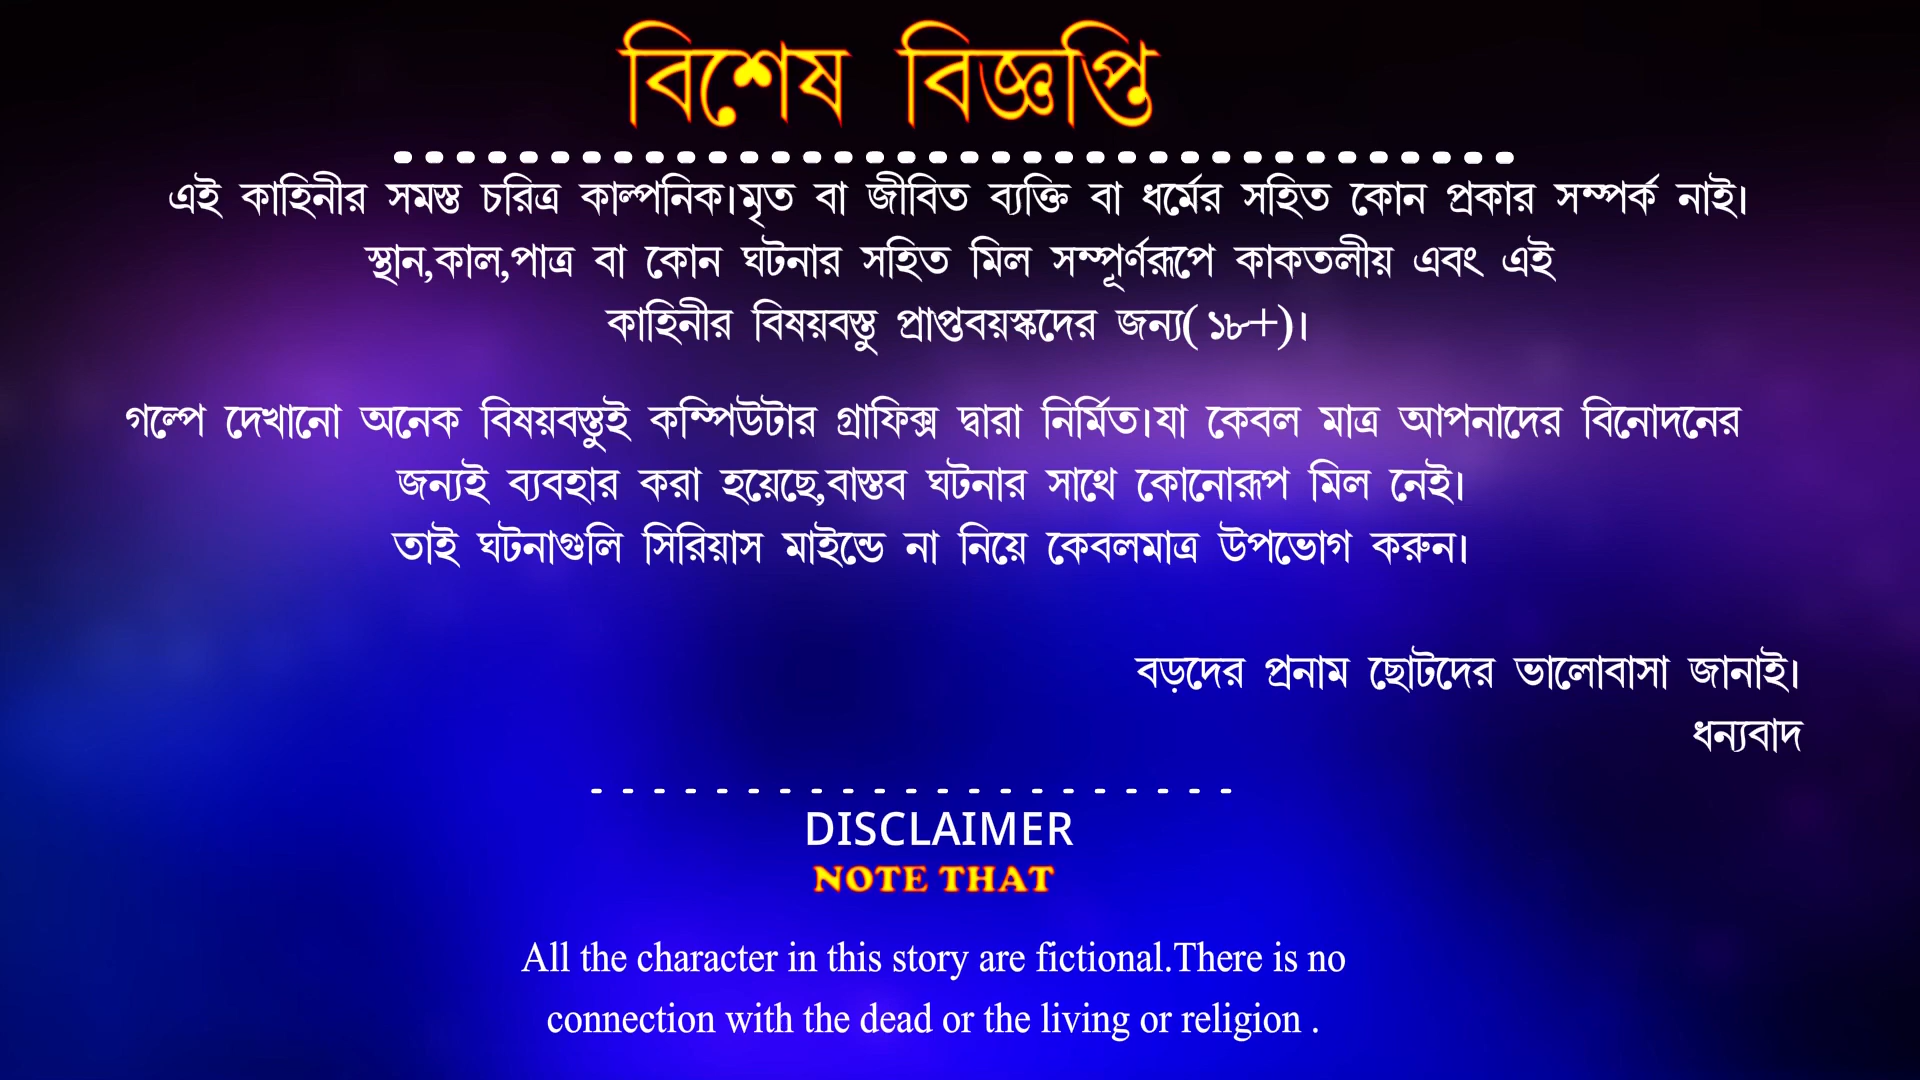 বিশেষ বিজ্ঞপ্তি
এই কাহিনীর সমস্ত চরিত্র কাল্পনিক।মৃত বা জীবিত ব্যক্তি বা ধর্মের সহিত কোন প্রকার সম্পর্ক নাই।
স্থান,কাল,পাত্র বা কোন ঘটনার সহিত মিল সম্পূর্ণরূপে কাকতলীয় এবং এই
কাহিনীর বিষয়বস্তু প্রাপ্তবয়স্কদের জন্য( ১৮+)।
গল্পে দেখানো অনেক বিষয়বস্তুই কম্পিউটার গ্রাফিক্স দ্বারা নির্মিত।যা কেবল মাত্র আপনাদের বিনোদনের
জন্যই ব্যবহার করা হয়েছে,বাস্তব ঘটনার সাথে কোনোরূপ মিল নেই।
তাই ঘটনাগুলি সিরিয়াস মাইন্ডে না নিয়ে কেবলমাত্র উপভোগ করুন।
বড়দের প্রনাম ছোটদের ভালোবাসা জানাই।
ধন্যবাদ
DISCLAIMER
NOTE THAT
All the character in this story are fictional.There is no
connection with the dead or the living or religion .